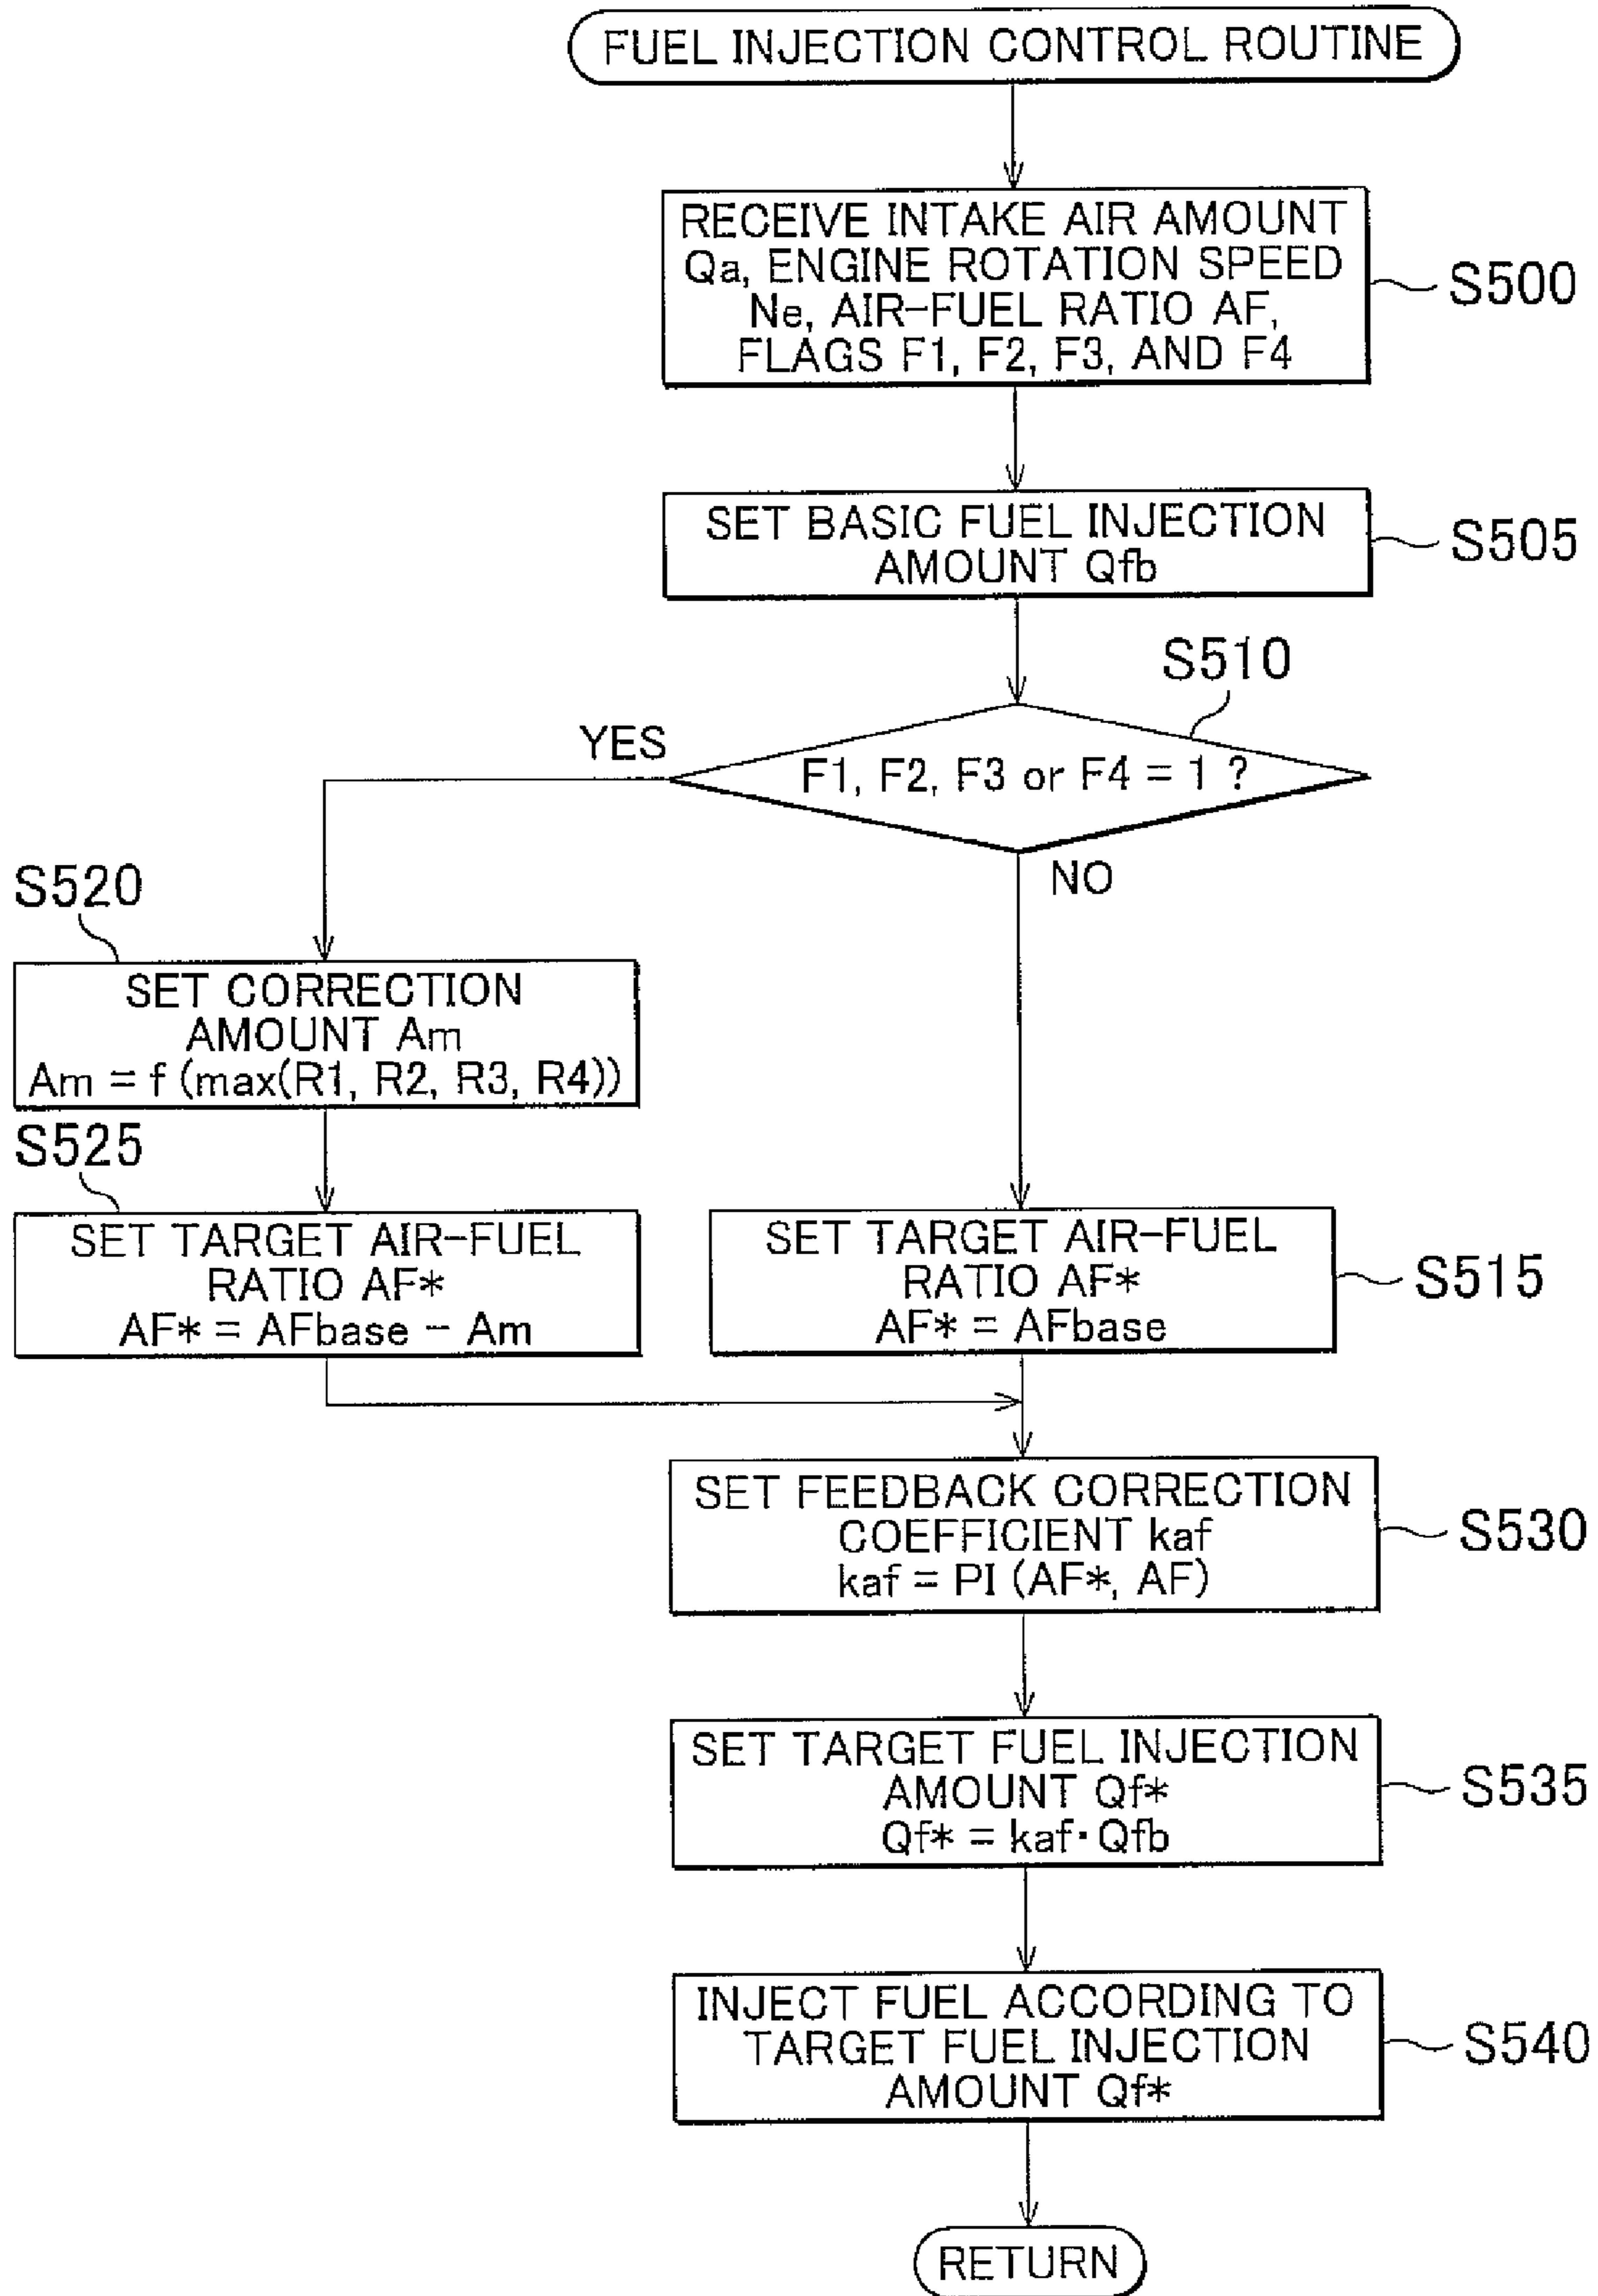 FUEL INJECTION CONTROL ROUTINE
RECEIVE INTAKE AIR AMOUNT
Qa, ENGINE ROTATION SPEED
Ne, AIR-FUEL RATIO AF,
FLAGS F1, F2, F3, AND F4
S500
SET BASIC FUEL INJECTION
AMOUNT Qfb
S505
S510
F1, F2, F3 or F4 = 1 ?
YES
NO
S520
SET CORRECTION
AMOUNT Am
Am = f (max(R1, R2, R3, R4))
S525
SET TARGET AIR-FUEL
RATIO AF*
AF* = AFbase - Am
SET TARGET AIR-FUEL
RATIO AF*
AF* = AFbase
S515
SET FEEDBACK CORRECTION
COEFFICIENT kaf
kaf = PI (AF*, AF)
S530
SET TARGET FUEL INJECTION
AMOUNT Qf*
Qf* = kaf·Qfb
S535
INJECT FUEL ACCORDING TO
TARGET FUEL INJECTION
AMOUNT Qf*
S540
RETURN